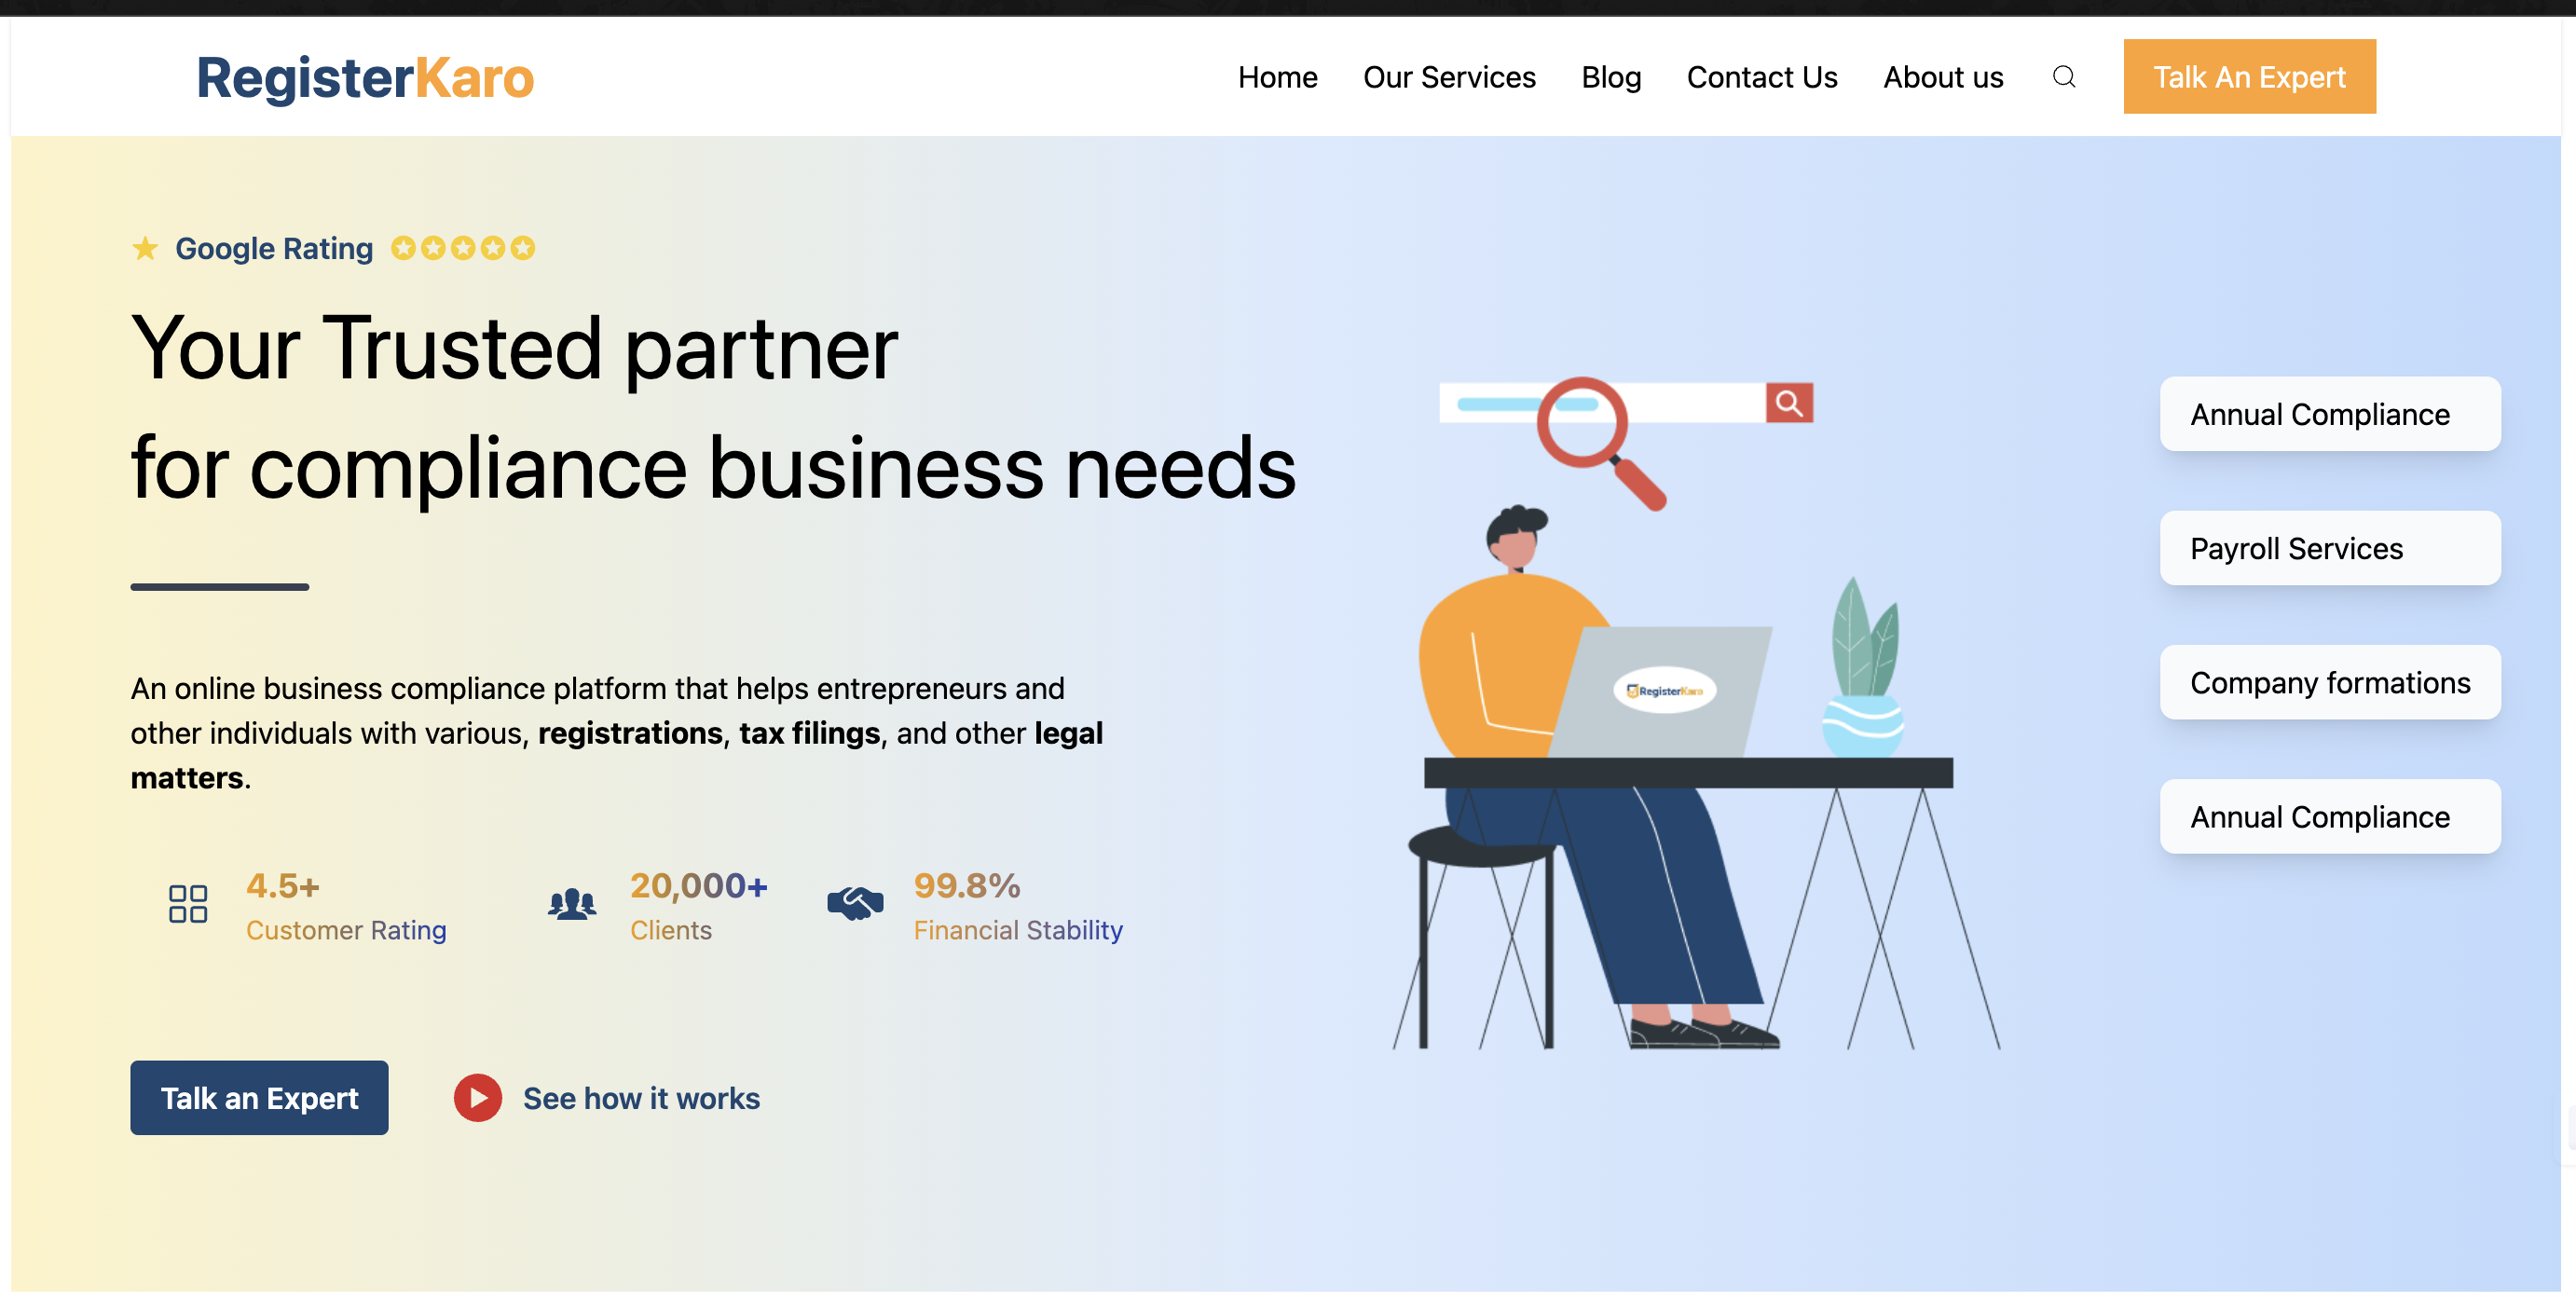 RegisterKaro
Home Our Services Blog Contact Us About us Talk An Expert
Google Rating
Your Trusted partner
for compliance business needs
An online business compliance platform that helps entrepreneurs and
other individuals with various, registrations, tax filings, and other legal
matters.
4.5+
Customer Rating
20,000+
Clients
99.8%
Financial Stability
Talk an Expert
See how it works
RegisterKaro
Annual Compliance
Payroll Services
Company formations
Annual Compliance